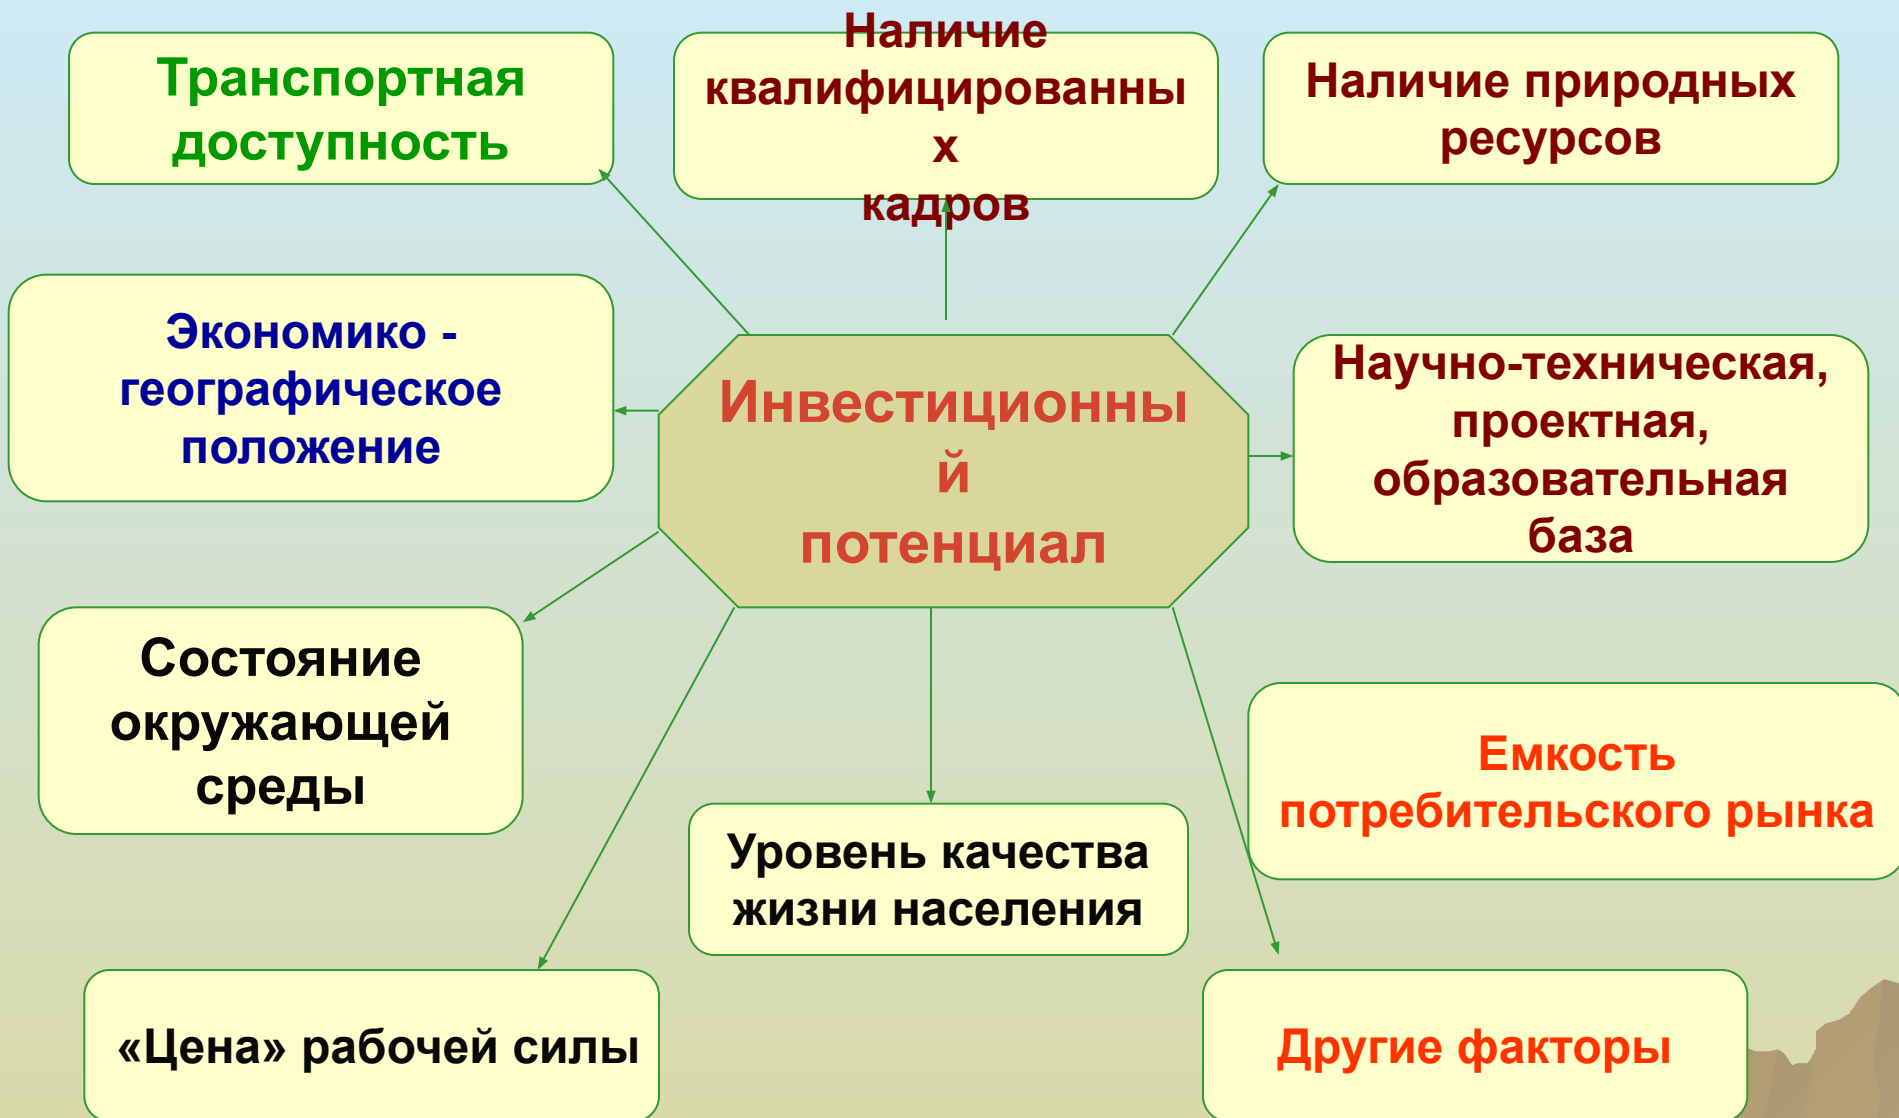 Транспортная
доступность
Наличие
квалифицированны
х
кадров
Наличие природных
ресурсов
Экономико -
географическое
положение
Инвестиционны
й
потенциал
Научно-техническая,
проектная,
образовательная
база
Состояние
окружающей
среды
Уровень качества
жизни населения
Емкость
потребительского рынка
«Цена» рабочей силы
Другие факторы